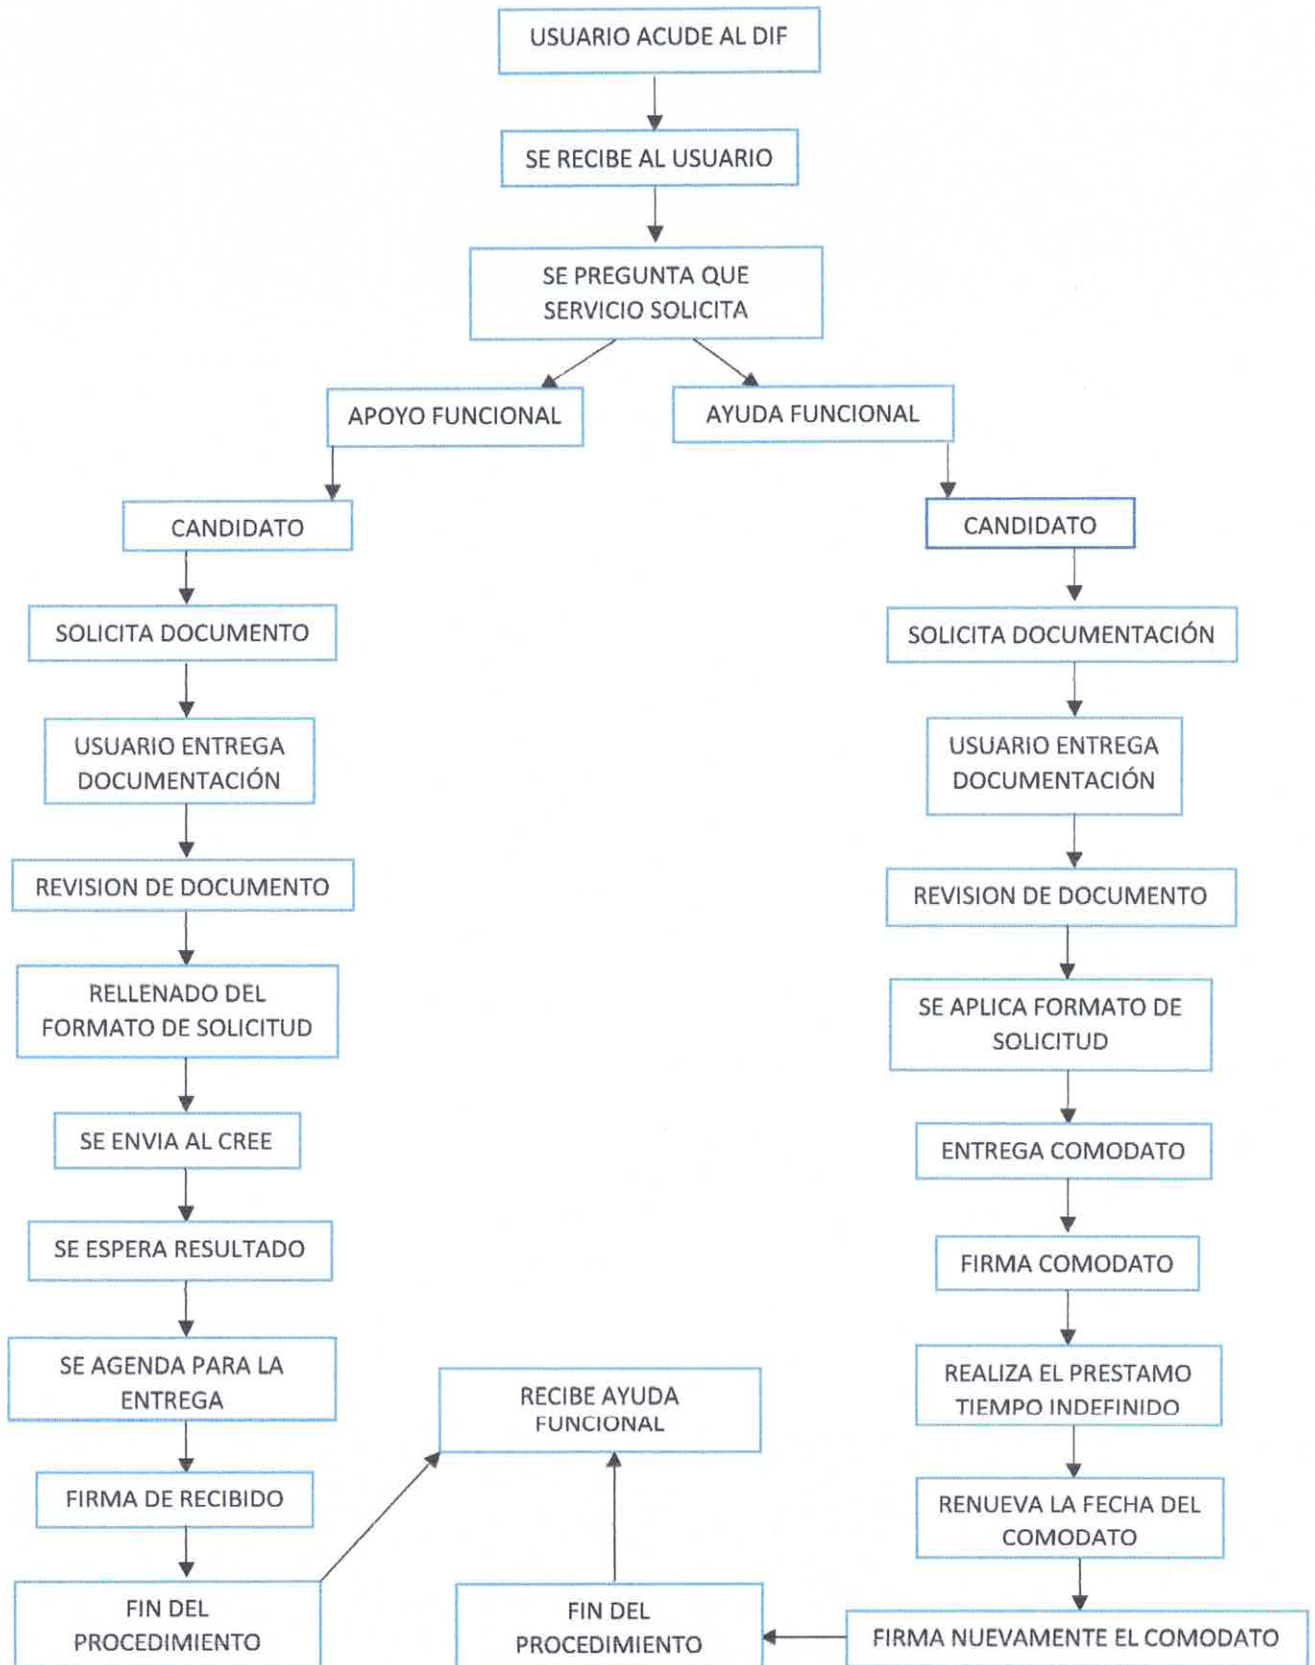 USUARIO ACUDE AL DIF
SE RECIBE AL USUARIO
SE PREGUNTA QUE
SERVICIO SOLICITA
APOYO FUNCIONAL
AYUDA FUNCIONAL
CANDIDATO
SOLICITA DOCUMENTO
USUARIO ENTREGA
DOCUMENTACIÓN
REVISION DE DOCUMENTO
RELLENADO DEL
FORMATO DE SOLICITUD
SE ENVIA AL CREE
SE ESPERA RESULTADO
SE AGENDA PARA LA
ENTREGA
FIRMA DE RECIBIDO
FIN DEL
PROCEDIMIENTO
CANDIDATO
SOLICITA DOCUMENTACIÓN
USUARIO ENTREGA
DOCUMENTACIÓN
REVISION DE DOCUMENTO
SE APLICA FORMATO DE
SOLICITUD
ENTREGA COMODATO
FIRMA COMODATO
REALIZA EL PRESTAMO
TIEMPO INDEFINIDO
RENUEVA LA FECHA DEL
COMODATO
FIRMA NUEVAMENTE EL COMODATO
FIN DEL
PROCEDIMIENTO
RECIBE AYUDA
FUNCIONAL